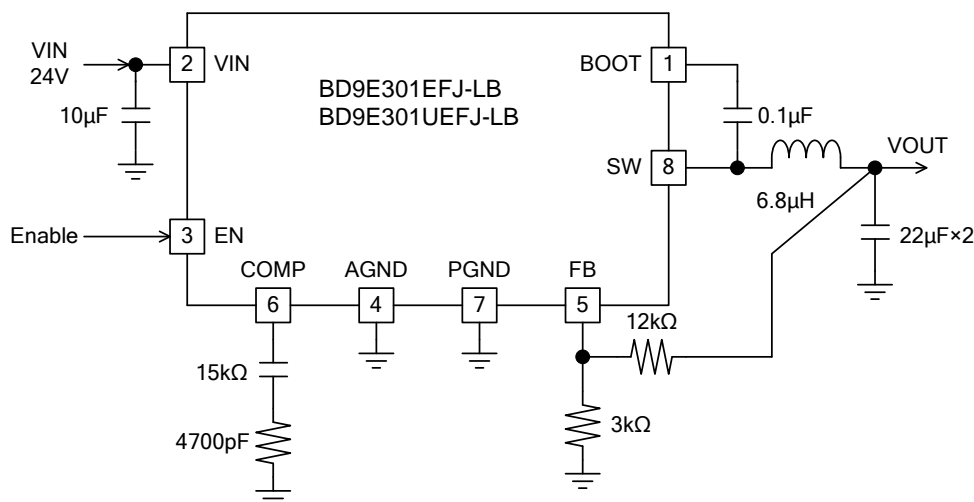 VIN
24V
2
VIN
10µF
BD9E301EFJ-LB
BD9E301UEFJ-LB
BOOT
1
0.1µF
SW
8
VOUT
6.8µH
22µF×2
Enable
3
EN
COMP
AGND
PGND
FB
6
4
7
5
12kΩ
15kΩ
3kΩ
4700pF